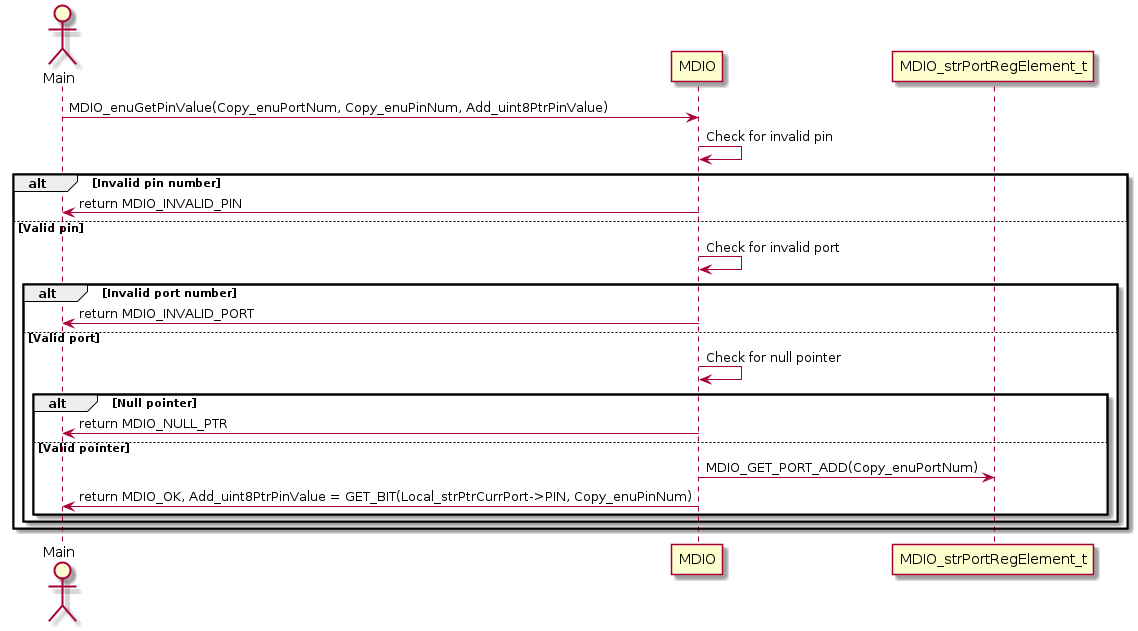 Main
MDIO
MDIO_strPortRegElement_t
MDIO_enuGetPinValue(Copy_enuPortNum, Copy_enuPinNum, Add_uint8PtrPinValue)
Check for invalid pin
alt [Invalid pin number]
return MDIO_INVALID_PIN
[Valid pin]
Check for invalid port
alt [Invalid port number]
return MDIO_INVALID_PORT
[Valid port]
Check for null pointer
alt [Null pointer]
return MDIO_NULL_PTR
[Valid pointer]
MDIO_GET_PORT_ADD(Copy_enuPortNum)
return MDIO_OK, Add_uint8PtrPinValue = GET_BIT(Local_strPtrCurrPort->PIN, Copy_enuPinNum)
Main
MDIO
MDIO_strPortRegElement_t